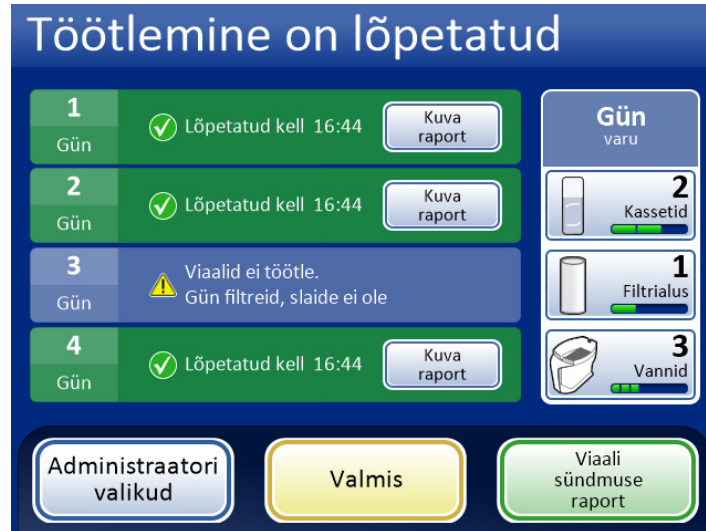 Töötlemine on lõpetatud
1
Gün
Lõpetatud kell 16:44
Kuva
raport
2
Gün
Lõpetatud kell 16:44
Kuva
raport
3
Gün
Viaalid ei töötle.
Gün filtreid, slaide ei ole
4
Gün
Lõpetatud kell 16:44
Kuva
raport
Gün
varu
2
Kassetid
1
Filtrialus
3
Vannid
Administraatori
valikud
Valmis
Viaali
sündmuse
raport